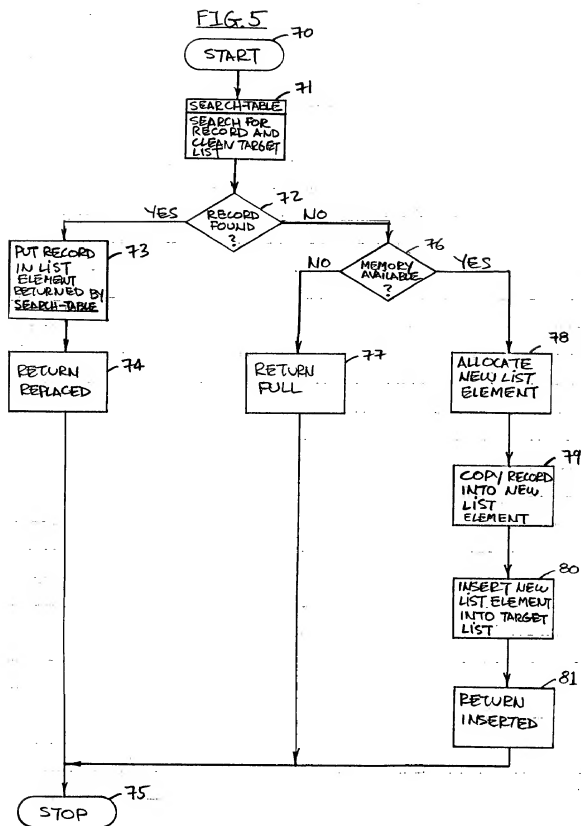 FIG. 5
70
START
71
SEARCH-TABLE
SEARCH FOR
RECORD AND
CLEAN TARGET
LIST
72
YES
RECORD
FOUND
?
NO
73
PUT RECORD
IN LIST
ELEMENT
RETURNED BY
SEARCH-TABLE
76
NO
MEMORY
AVAILABLE
?
YES
74
RETURN
REPLACED
77
RETURN
FULL
78
ALLOCATE
NEW LIST
ELEMENT
79
COPY RECORD
INTO NEW
LIST
ELEMENT
80
INSERT NEW
LIST ELEMENT
INTO TARGET
LIST
81
RETURN
INSERTED
75
STOP